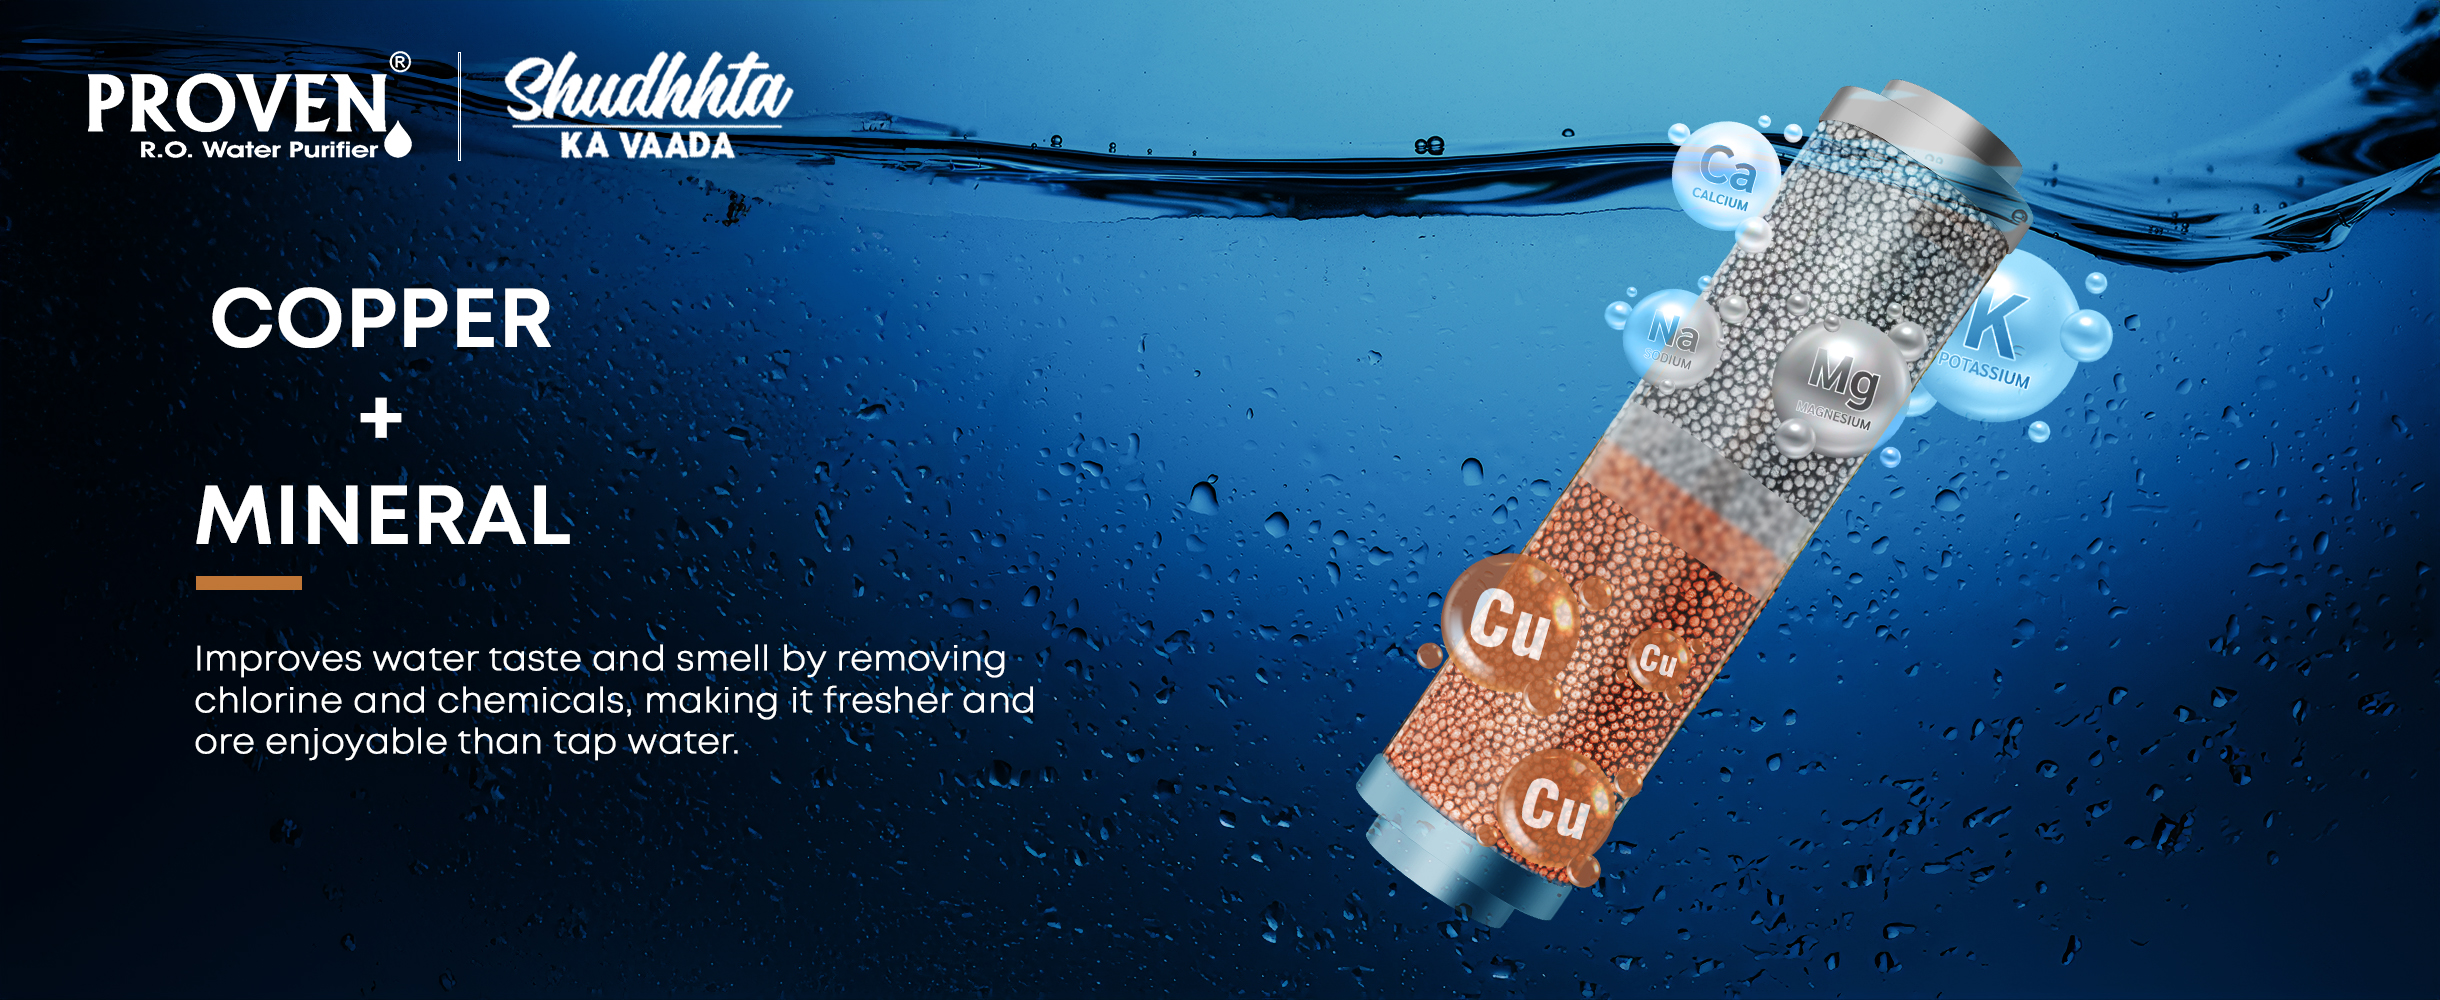 PROVEN®
R.O. Water Purifier
Shudhhta
KA VAADA
COPPER
+
MINERAL
Improves water taste and smell by removing
chlorine and chemicals, making it fresher and
ore enjoyable than tap water.
Ca
CALCIUM
Na
SODIUM
Mg
MAGNESIUM
K
POTASSIUM
Cu
Cu
Cu